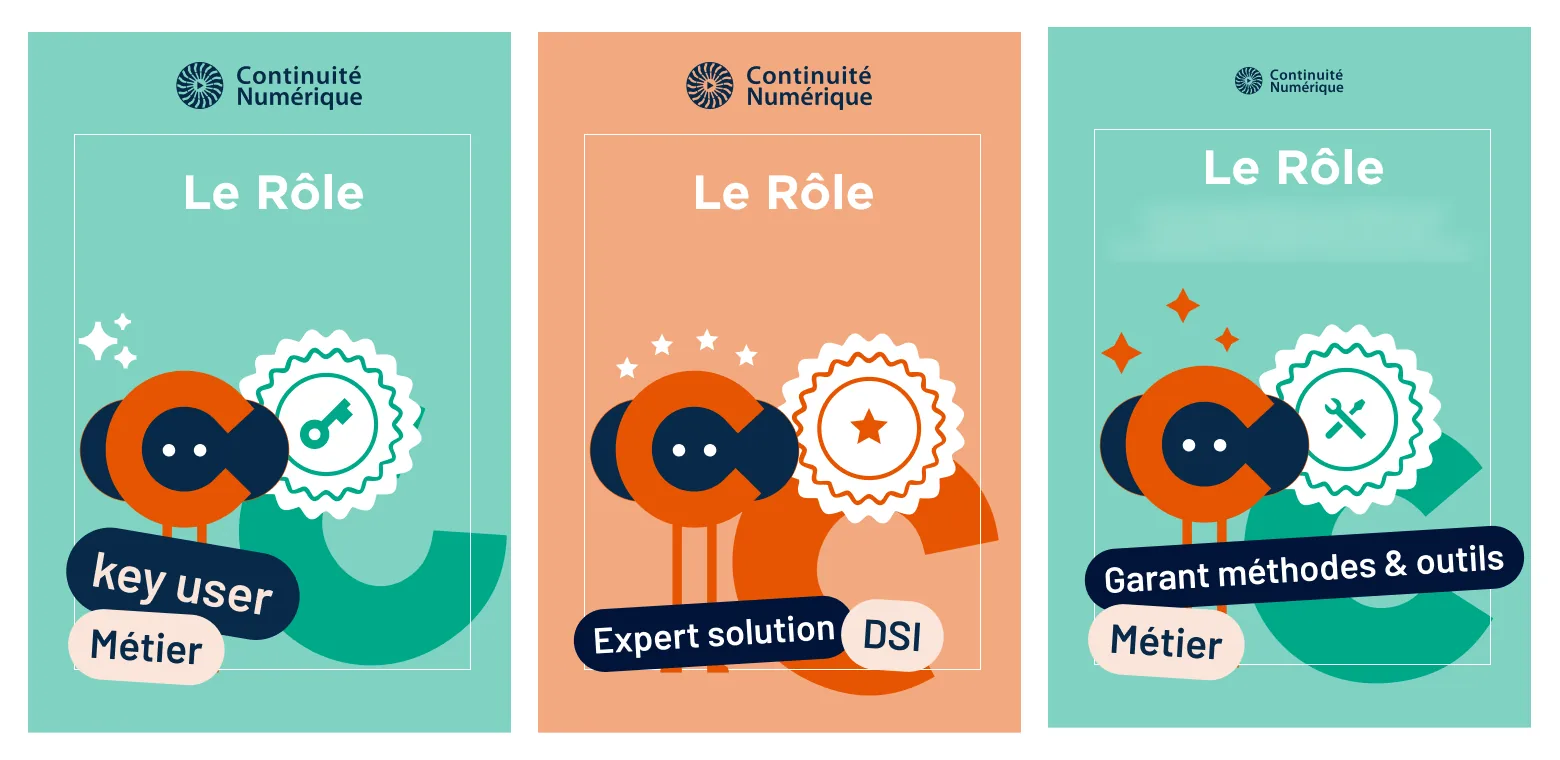 Continuité
Numérique
Le Rôle
key user
Métier
Continuité
Numérique
Le Rôle
Expert solution
DSI
Continuité
Numérique
Le Rôle
Garant méthodes & outils
Métier